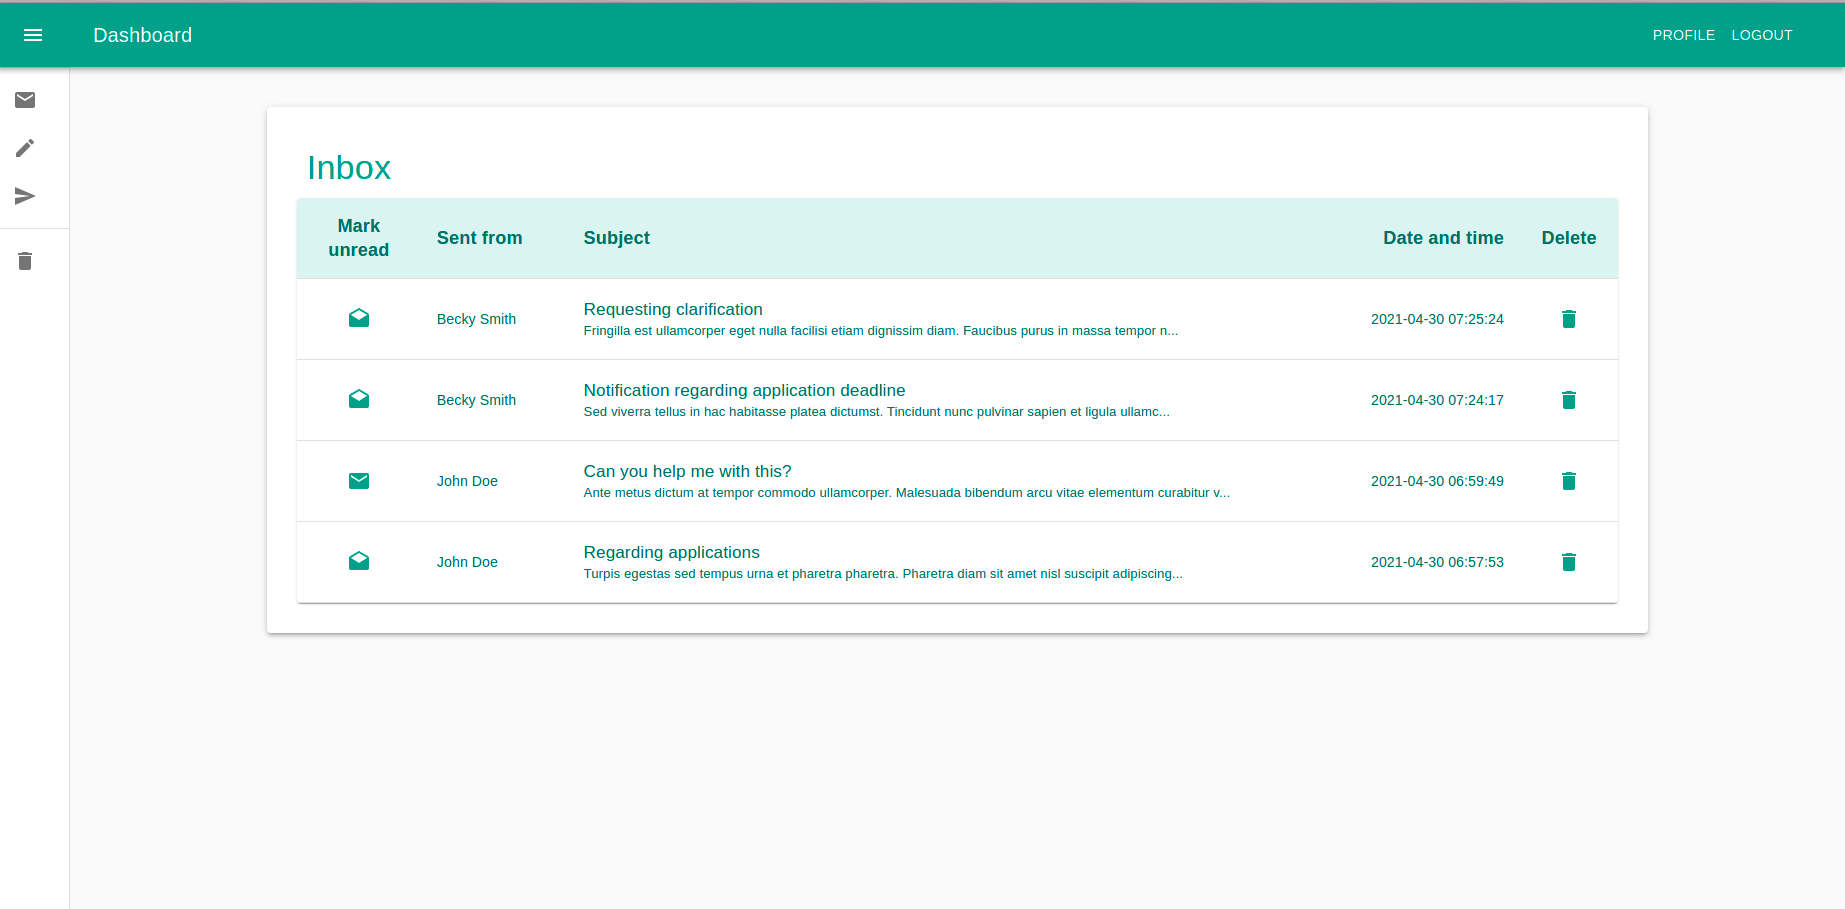 Dashboard PROFILE LOGOUT
Inbox
Mark unread Sent from Subject Date and time Delete
Becky Smith Requesting clarification 2021-04-30 07:25:24
Fringilla est ullamcorper eget nulla facilisi etiam dignissim diam. Faucibus purus in massa tempor n...
Becky Smith Notification regarding application deadline 2021-04-30 07:24:17
Sed viverra tellus in hac habitasse platea dictumst. Tincidunt nunc pulvinar sapien et ligula ullamc...
John Doe Can you help me with this? 2021-04-30 06:59:49
Ante metus dictum at tempor commodo ullamcorper. Malesuada bibendum arcu vitae elementum curabitur v...
John Doe Regarding applications 2021-04-30 06:57:53
Turpis egestas sed tempus urna et pharetra pharetra. Pharetra diam sit amet nisl suscipit adipiscing...